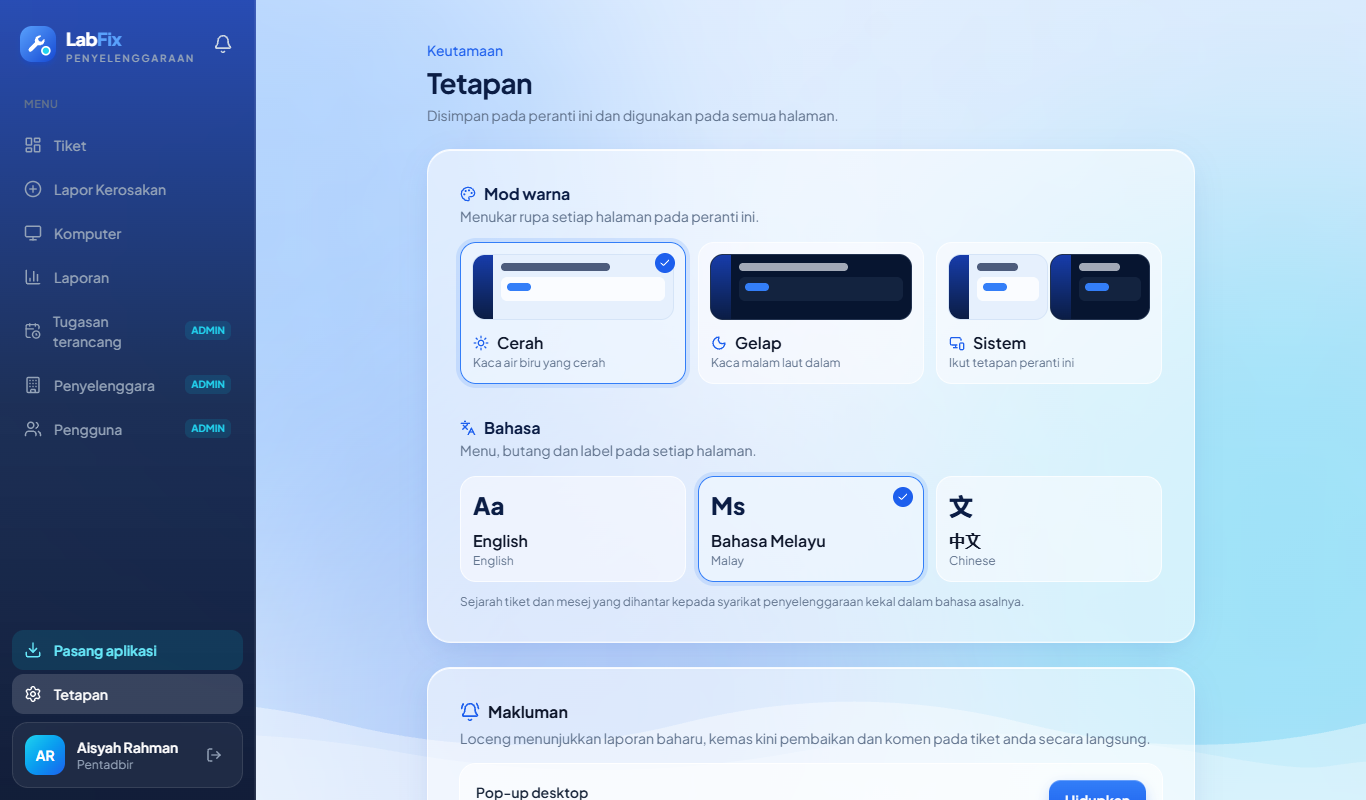 LabFix
PENYELENGGARAAN
MENU
Tiket
Lapor Kerosakan
Komputer
Laporan
Tugasan
terancang
ADMIN
Penyelenggara
ADMIN
Pengguna
ADMIN
Pasang aplikasi
Tetapan
AR
Aisyah Rahman
Pentadbir
Keutamaan
Tetapan
Disimpan pada peranti ini dan digunakan pada semua halaman.
Mod warna
Menukar rupa setiap halaman pada peranti ini.
Cerah
Kaca air biru yang cerah
Gelap
Kaca malam laut dalam
Sistem
Ikut tetapan peranti ini
Bahasa
Menu, butang dan label pada setiap halaman.
Aa
English
English
Ms
Bahasa Melayu
Malay
文
中文
Chinese
Sejarah tiket dan mesej yang dihantar kepada syarikat penyelenggaraan kekal dalam bahasa asalnya.
Makluman
Loceng menunjukkan laporan baharu, kemas kini pembaikan dan komen pada tiket anda secara langsung.
Pop-up desktop
Hidupkan